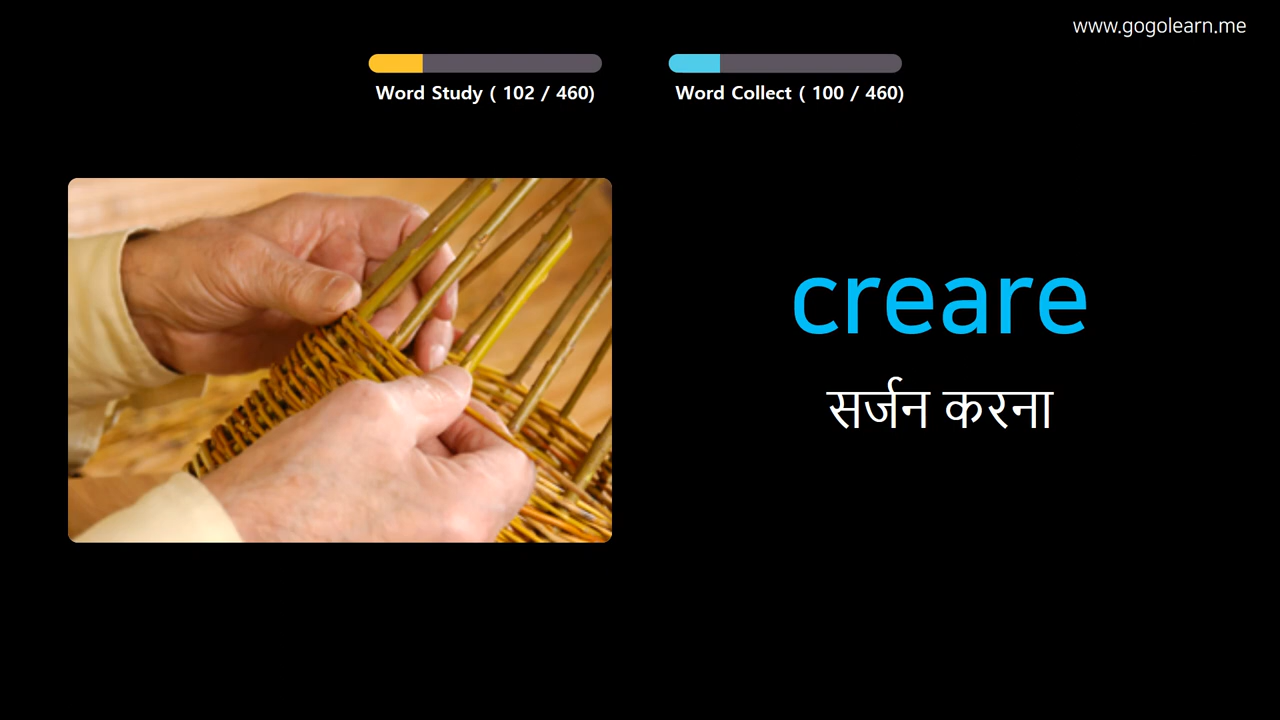 www.gogolearn.me
Word Study ( 102 / 460)
Word Collect ( 100 / 460)
creare
सर्जन करना